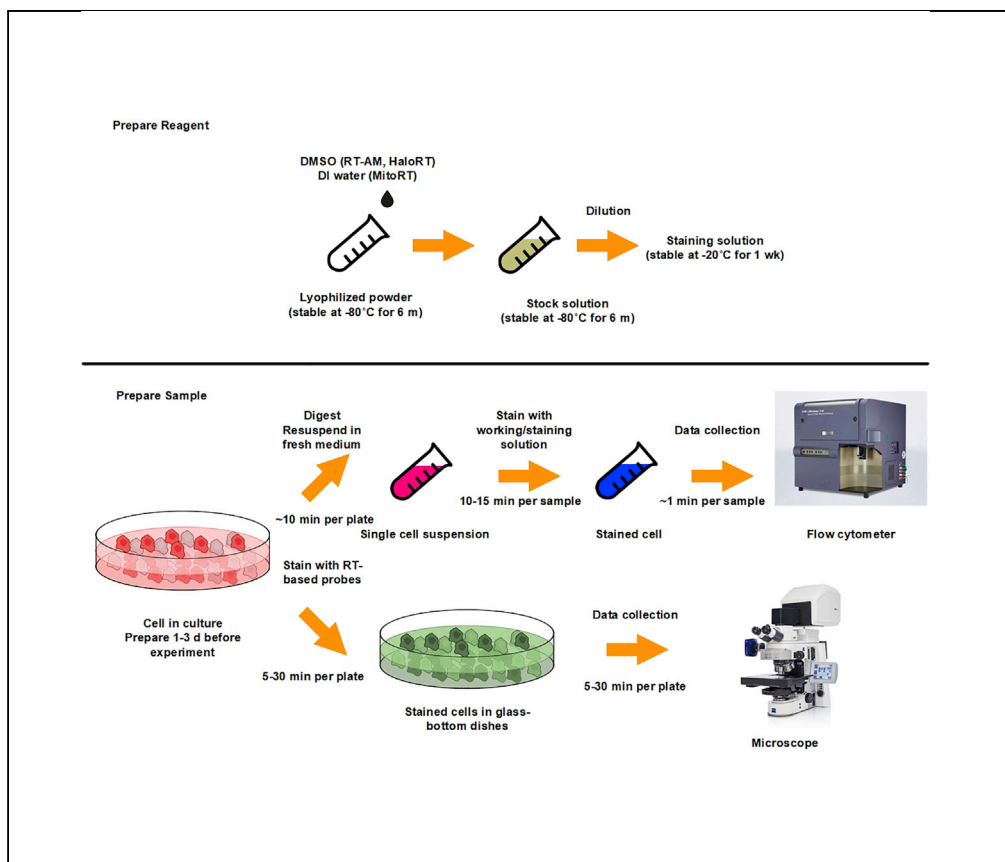 Prepare Reagent
DMSO (RT-AM, HaloRT)
DI water (MitoRT)
Dilution
Staining solution
(stable at -20˚C for 1 wk)
Lyophilized powder
(stable at -80˚C for 6 m)
Stock solution
(stable at -80˚C for 6 m)
Prepare Sample
Digest
Resuspend in
fresh medium
~10 min per plate
Single cell suspension
Stain with
working/staining
solution
10-15 min per sample
Stained cell
Data collection
~1 min per sample
Flow cytometer
Cell in culture
Prepare 1-3 d before
experiment
Stain with RT-
based probes
5-30 min per plate
Stained cells in glass-
bottom dishes
Data collection
5-30 min per plate
Microscope